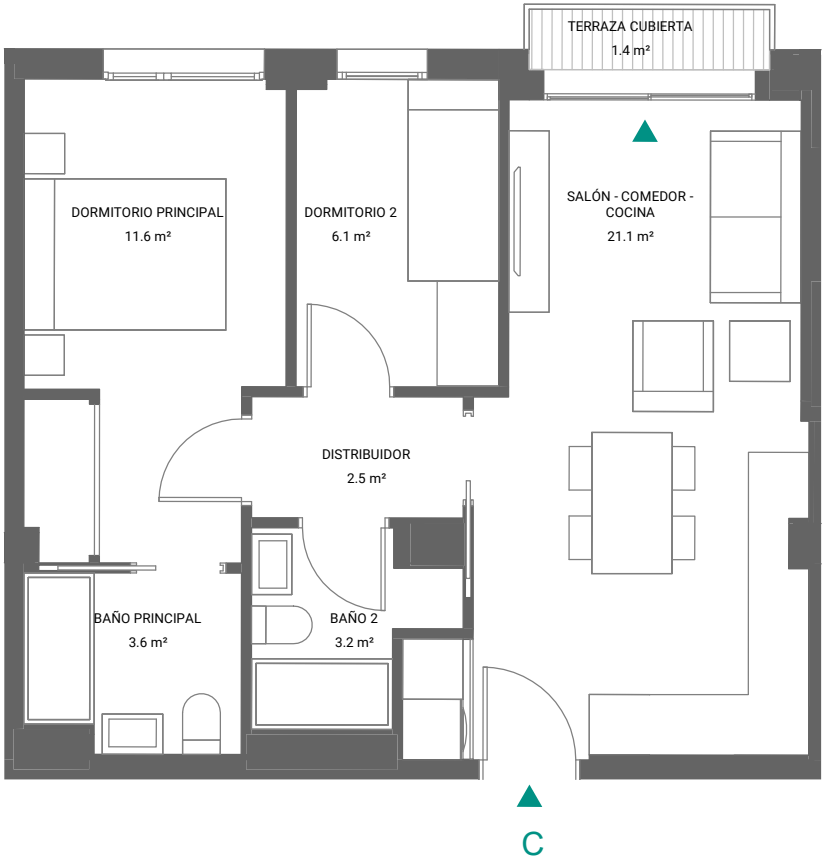 TERRAZA CUBIERTA
1.4 m²
DORMITORIO PRINCIPAL
11.6 m²
DORMITORIO 2
6.1 m²
SALÓN - COMEDOR -
COCINA
21.1 m²
DISTRIBUIDOR
2.5 m²
BAÑO PRINCIPAL
3.6 m²
BAÑO 2
3.2 m²
C